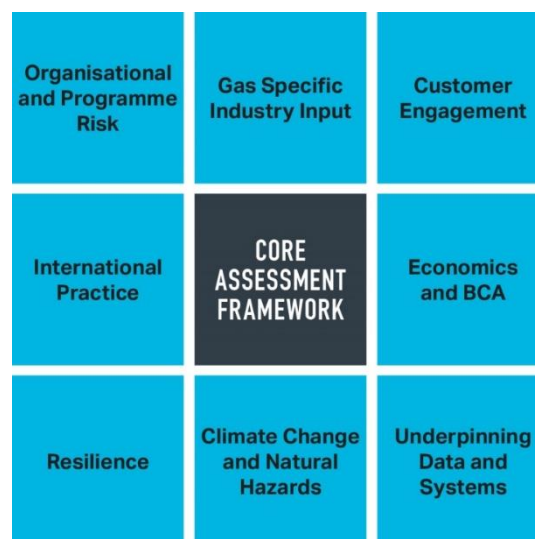 Organisational
and Programme
Risk
Gas Specific
Industry Input
Customer
Engagement
International
Practice
CORE
ASSESSMENT
FRAMEWORK
Economics
and BCA
Resilience
Climate Change
and Natural
Hazards
Underpinning
Data and
Systems